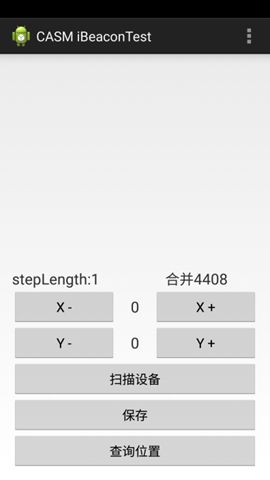 CASM iBeaconTest
stepLength:1 合并4408
X - 0 X +
Y - 0 Y +
扫描设备
保存
查询位置